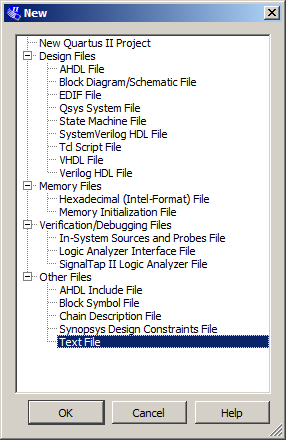 New
New Quartus II Project
Design Files
AHDL File
Block Diagram/Schematic File
EDIF File
Qsys System File
State Machine File
SystemVerilog HDL File
Tcl Script File
VHDL File
Verilog HDL File
Memory Files
Hexadecimal (Intel-Format) File
Memory Initialization File
Verification/Debugging Files
In-System Sources and Probes File
Logic Analyzer Interface File
SignalTap II Logic Analyzer File
Other Files
AHDL Include File
Block Symbol File
Chain Description File
Synopsys Design Constraints File
Text File
OK Cancel Help